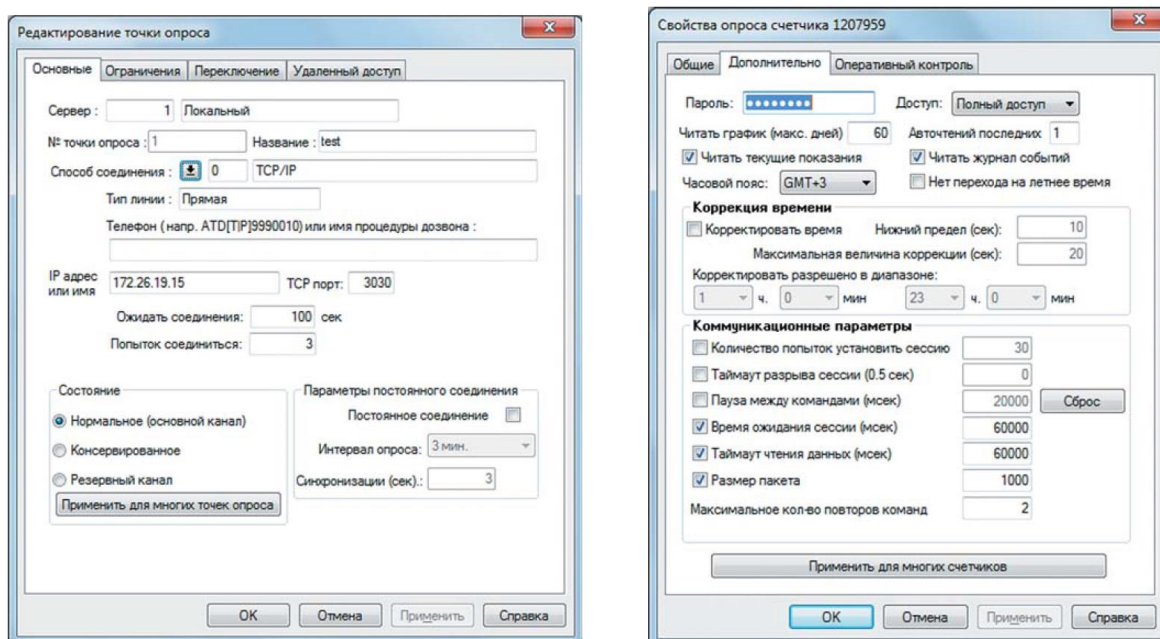 Редактирование точки опроса
Основные Ограничения Переключение Удаленный доступ
Сервер : 1 Локальный
№ точки опроса : 1 Название : test
Способ соединения : 0 TCP/IP
Тип линии : Прямая
Телефон ( напр. ATD[T|P]9990010) или имя процедуры дозвона :
IP адрес или имя 172.26.19.15 TCP порт: 3030
Ожидать соединения: 100 сек
Попыток соединиться: 3
Состояние
Нормальное (основной канал)
Консервированное
Резервный канал
Применить для многих точек опроса
Параметры постоянного соединения
Постоянное соединение
Интервал опроса: 3 мин.
Синхронизации (сек).: 3
OK Отмена Применить Справка
Свойства опроса счетчика 1207959
Общие Дополнительно Оперативный контроль
Пароль: Доступ: Полный доступ
Читать график (макс. дней) 60 Авточтений последних 1
Читать текущие показания Читать журнал событий
Часовой пояс: GMT+3 Нет перехода на летнее время
Коррекция времени
Корректировать время Нижний предел (сек): 10
Максимальная величина коррекции (сек): 20
Корректировать разрешено в диапазоне:
1 ч. 0 мин 23 ч. 0 мин
Коммуникационные параметры
Количество попыток установить сессию 30
Таймаут разрыва сессии (0.5 сек) 0
Пауза между командами (мсек) 20000 Сброс
Время ожидания сессии (мсек) 60000
Таймаут чтения данных (мсек) 60000
Размер пакета 1000
Максимальное кол-во повторов команд 2
Применить для многих счетчиков
OK Отмена Применить Справка